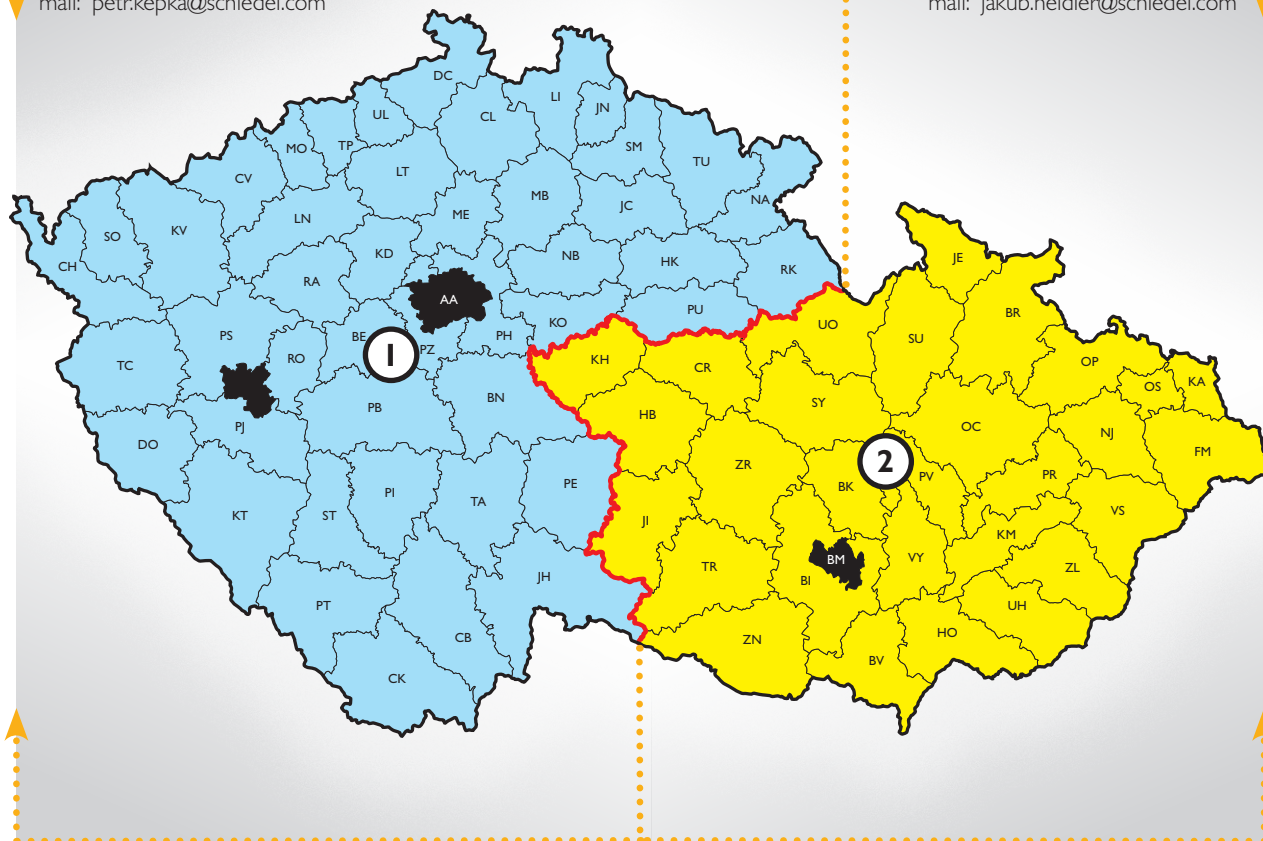 mail: petr.kepka@schiedel.com
mail: jakub.heidler@schiedel.com
DC
LI
JN
UL
CL
MO
TP
SM
TU
LT
CV
MB
NA
JC
ME
LN
SO
KV
KD
NB
HK
CH
RK
RA
AA
PU
KO
PS
BE
PH
PZ
RO
1
TC
BN
PB
PJ
DO
PE
PI
TA
KT
ST
JH
PT
CB
CK
JE
BR
UO
SU
KH
CR
OP
OS
KA
SY
HB
OC
NJ
FM
ZR
2
BK
PV
PR
VS
JI
KM
TR
BM
VY
ZL
BI
UH
HO
ZN
BV